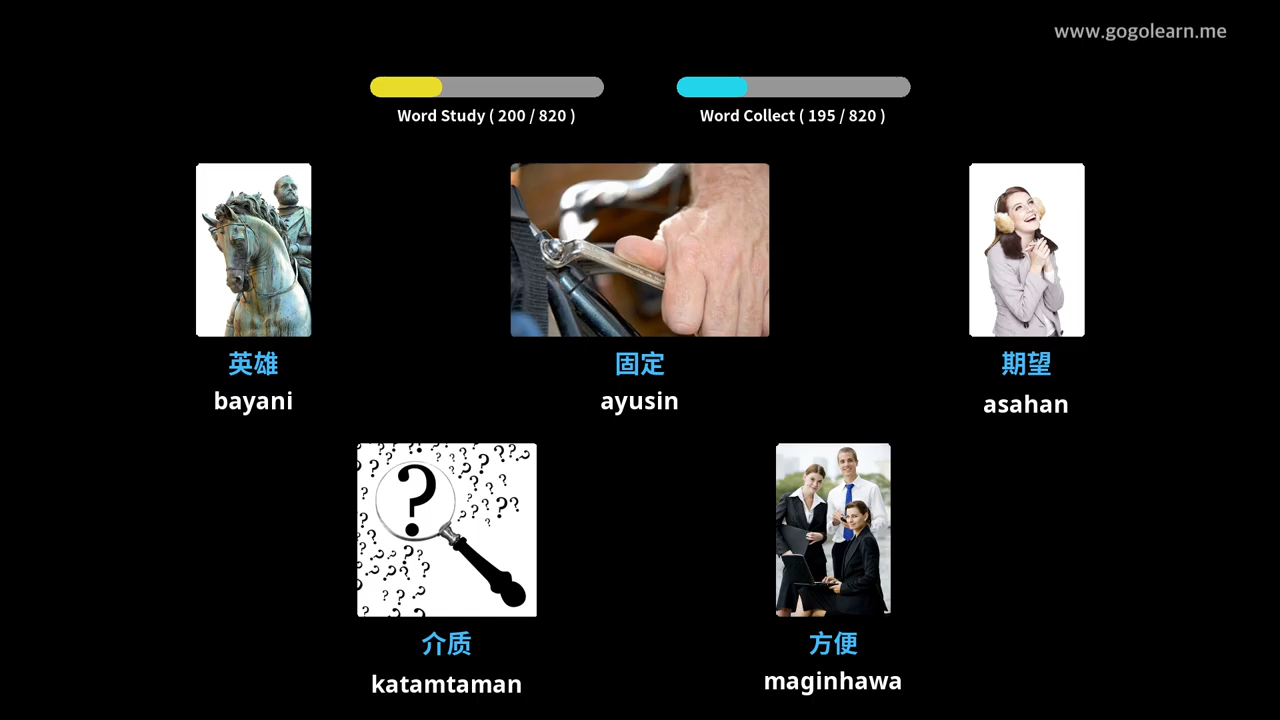 www.gogolearn.me
Word Study ( 200 / 820 )
Word Collect ( 195 / 820 )
英雄
bayani
固定
ayusin
期望
asahan
介质
katamtaman
方便
maginhawa